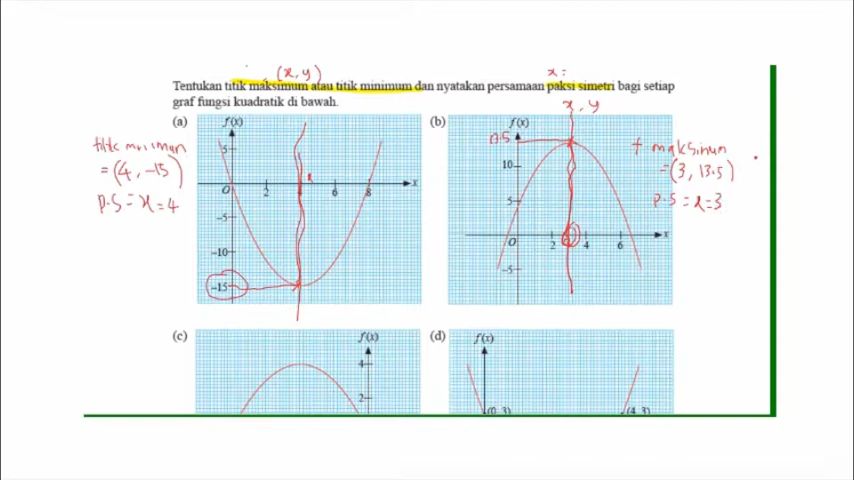 (x, y)
x =
Tentukan titik maksimum atau titik minimum dan nyatakan persamaan paksi simetri bagi setiap
graf fungsi kuadratik di bawah.
x, y
(a)
f(x)
5
O
2
4
6
8
x
-5
-10
-15
titik minimum
= (4, -15)
P.S = x = 4
(b)
f(x)
13.5
10
5
O
2
4
6
x
-5
t maksimum
= (3, 13.5)
P.S = x = 3
(c)
f(x)
4
2
(d)
f(x)
(0, 3)
(4, 3)